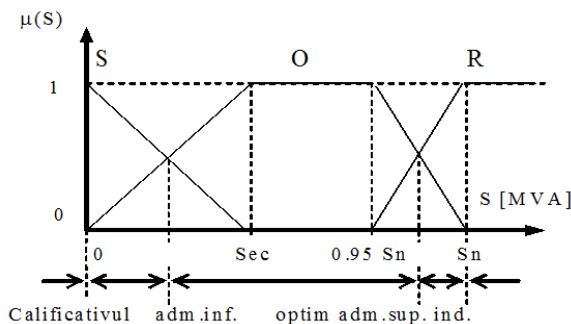 μ(S)
S O R
1
0
S [MVA]
0 Sec 0.95 Sn Sn
Calificativul adm.inf. optim adm.sup. ind.